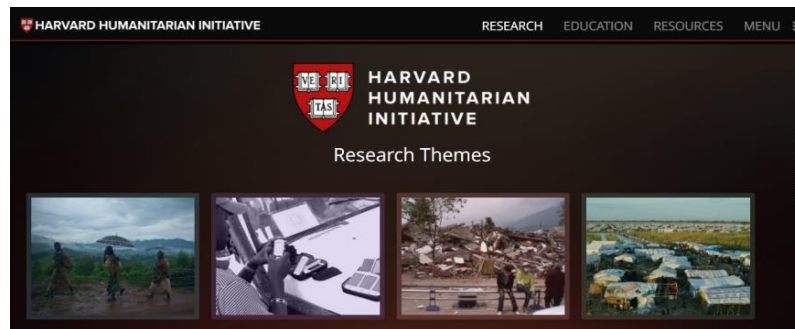 HARVARD HUMANITARIAN INITIATIVE
RESEARCH EDUCATION RESOURCES MENU
VE RI
TAS
HARVARD
HUMANITARIAN
INITIATIVE
Research Themes